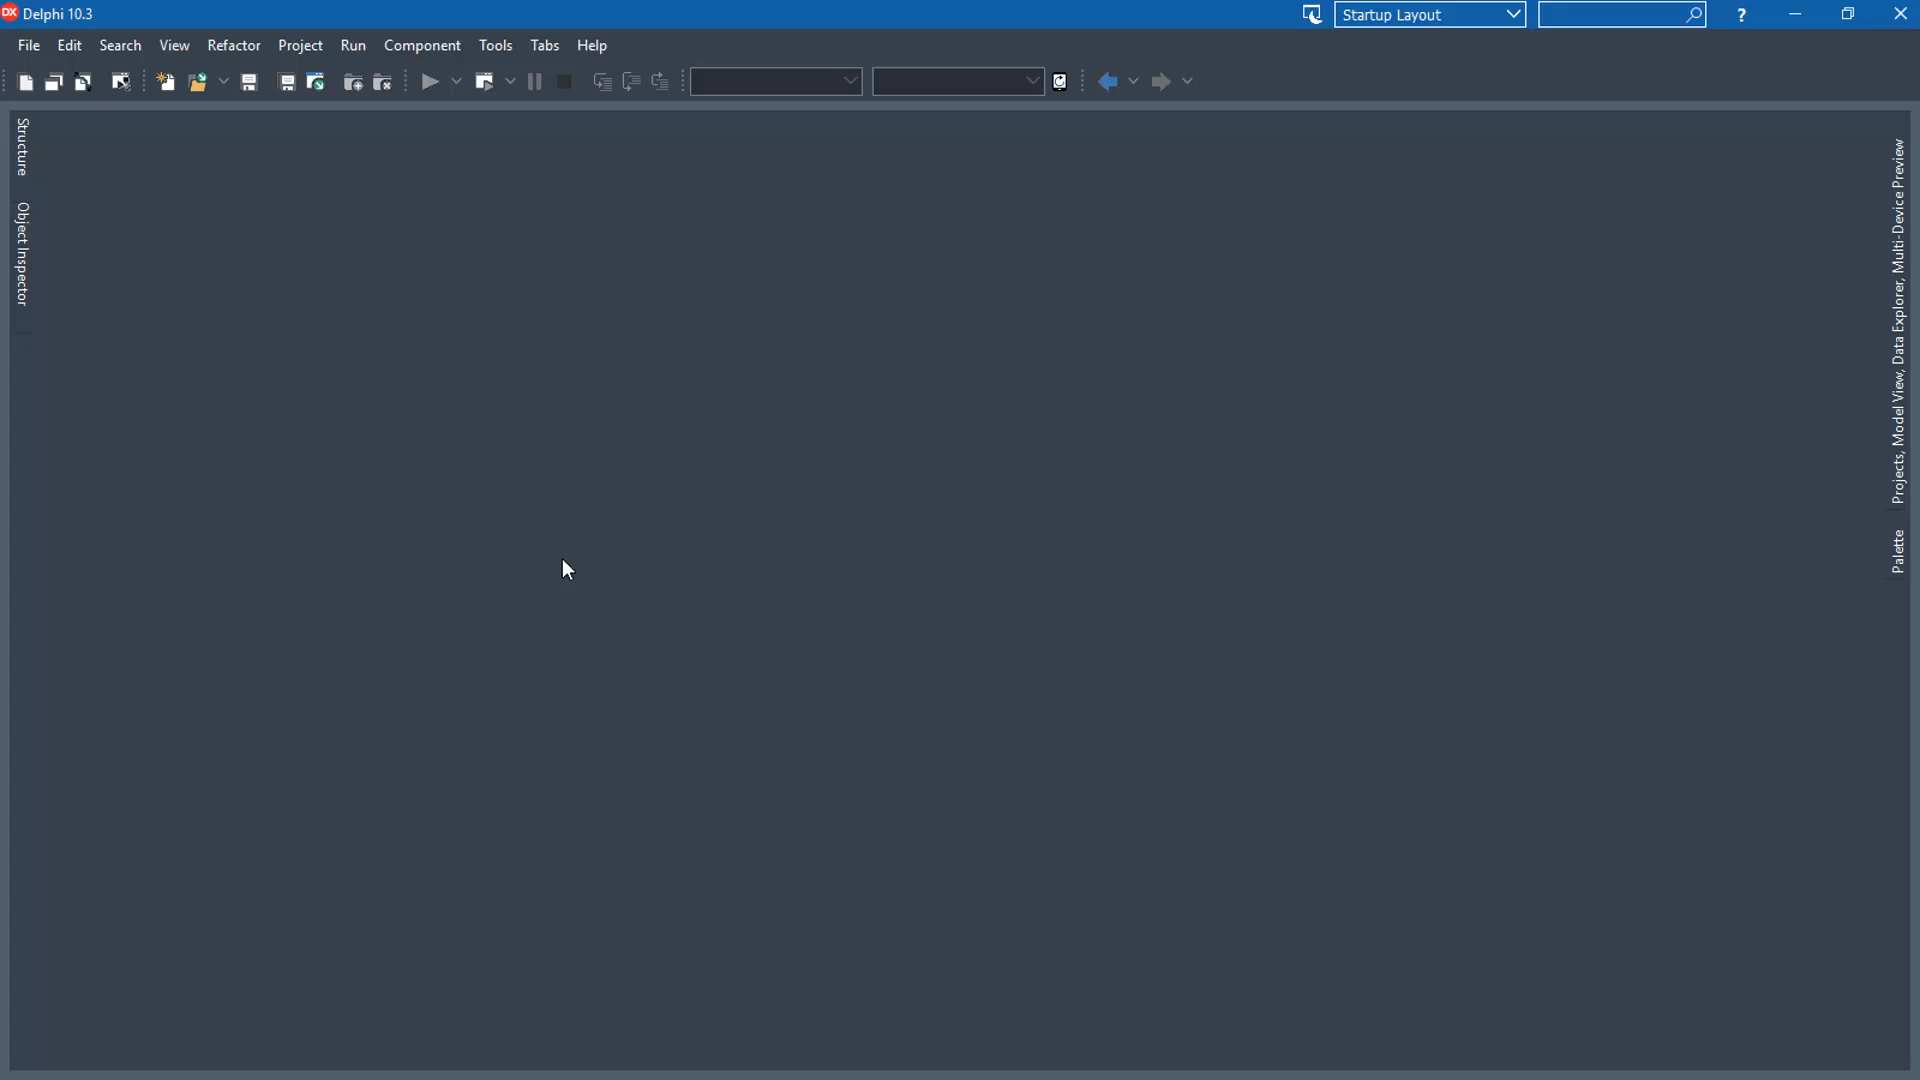 DX Delphi 10.3
Startup Layout
?
File Edit Search View Refactor Project Run Component Tools Tabs Help
Structure
Object Inspector
Projects, Model View, Data Explorer, Multi-Device Preview
Palette